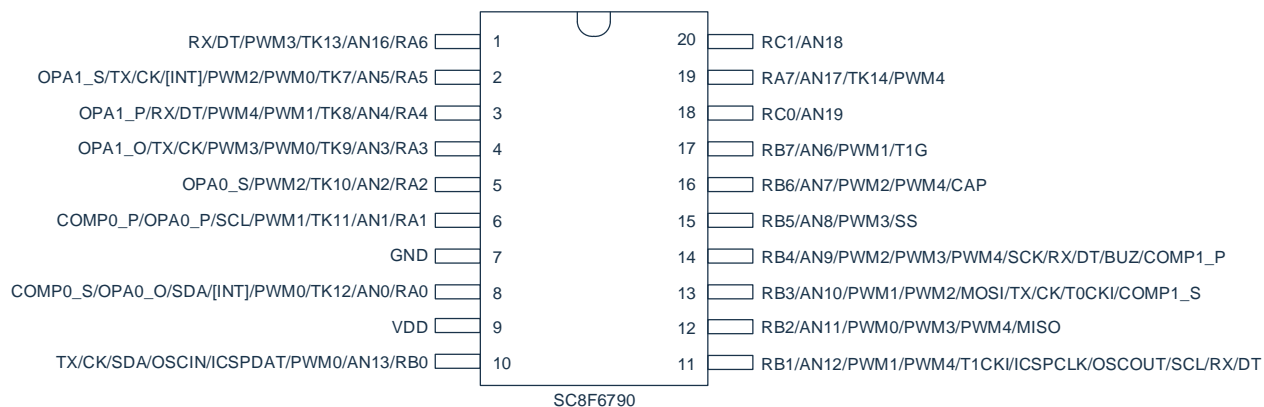 RX/DT/PWM3/TK13/AN16/RA6 1 20 RC1/AN18
OPA1_S/TX/CK/[INT]/PWM2/PWM0/TK7/AN5/RA5 2 19 RA7/AN17/TK14/PWM4
OPA1_P/RX/DT/PWM4/PWM1/TK8/AN4/RA4 3 18 RC0/AN19
OPA1_O/TX/CK/PWM3/PWM0/TK9/AN3/RA3 4 17 RB7/AN6/PWM1/T1G
OPA0_S/PWM2/TK10/AN2/RA2 5 16 RB6/AN7/PWM2/PWM4/CAP
COMP0_P/OPA0_P/SCL/PWM1/TK11/AN1/RA1 6 15 RB5/AN8/PWM3/SS
GND 7 14 RB4/AN9/PWM2/PWM3/PWM4/SCK/RX/DT/BUZ/COMP1_P
COMP0_S/OPA0_O/SDA/[INT]/PWM0/TK12/AN0/RA0 8 13 RB3/AN10/PWM1/PWM2/MOSI/TX/CK/T0CKI/COMP1_S
VDD 9 12 RB2/AN11/PWM0/PWM3/PWM4/MISO
TX/CK/SDA/OSCIN/ICSPDAT/PWM0/AN13/RB0 10 11 RB1/AN12/PWM1/PWM4/T1CKI/ICSPCLK/OSCOUT/SCL/RX/DT
SC8F6790